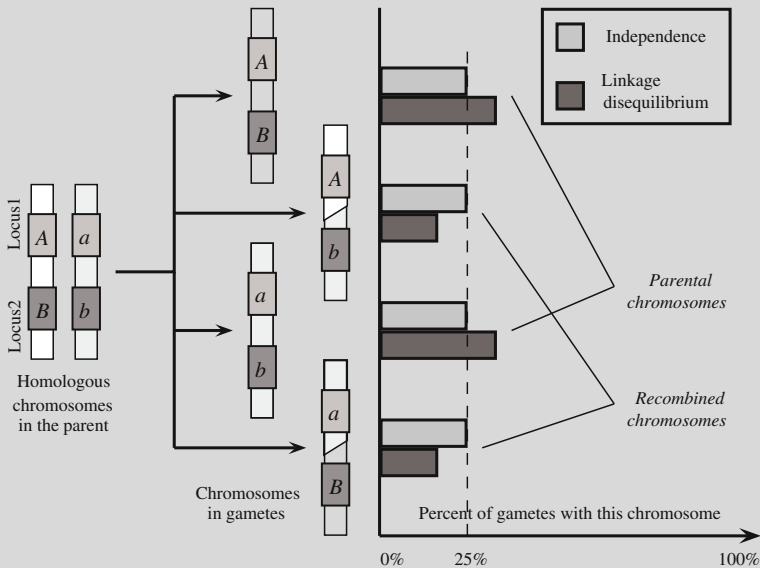 Independence
Linkage
disequilibrium
A
B
A
b
Locus1
Locus2
A
a
B
b
Homologous
chromosomes
in the parent
a
b
a
B
Chromosomes
in gametes
Parental
chromosomes
Recombined
chromosomes
Percent of gametes with this chromosome
0%
25%
100%